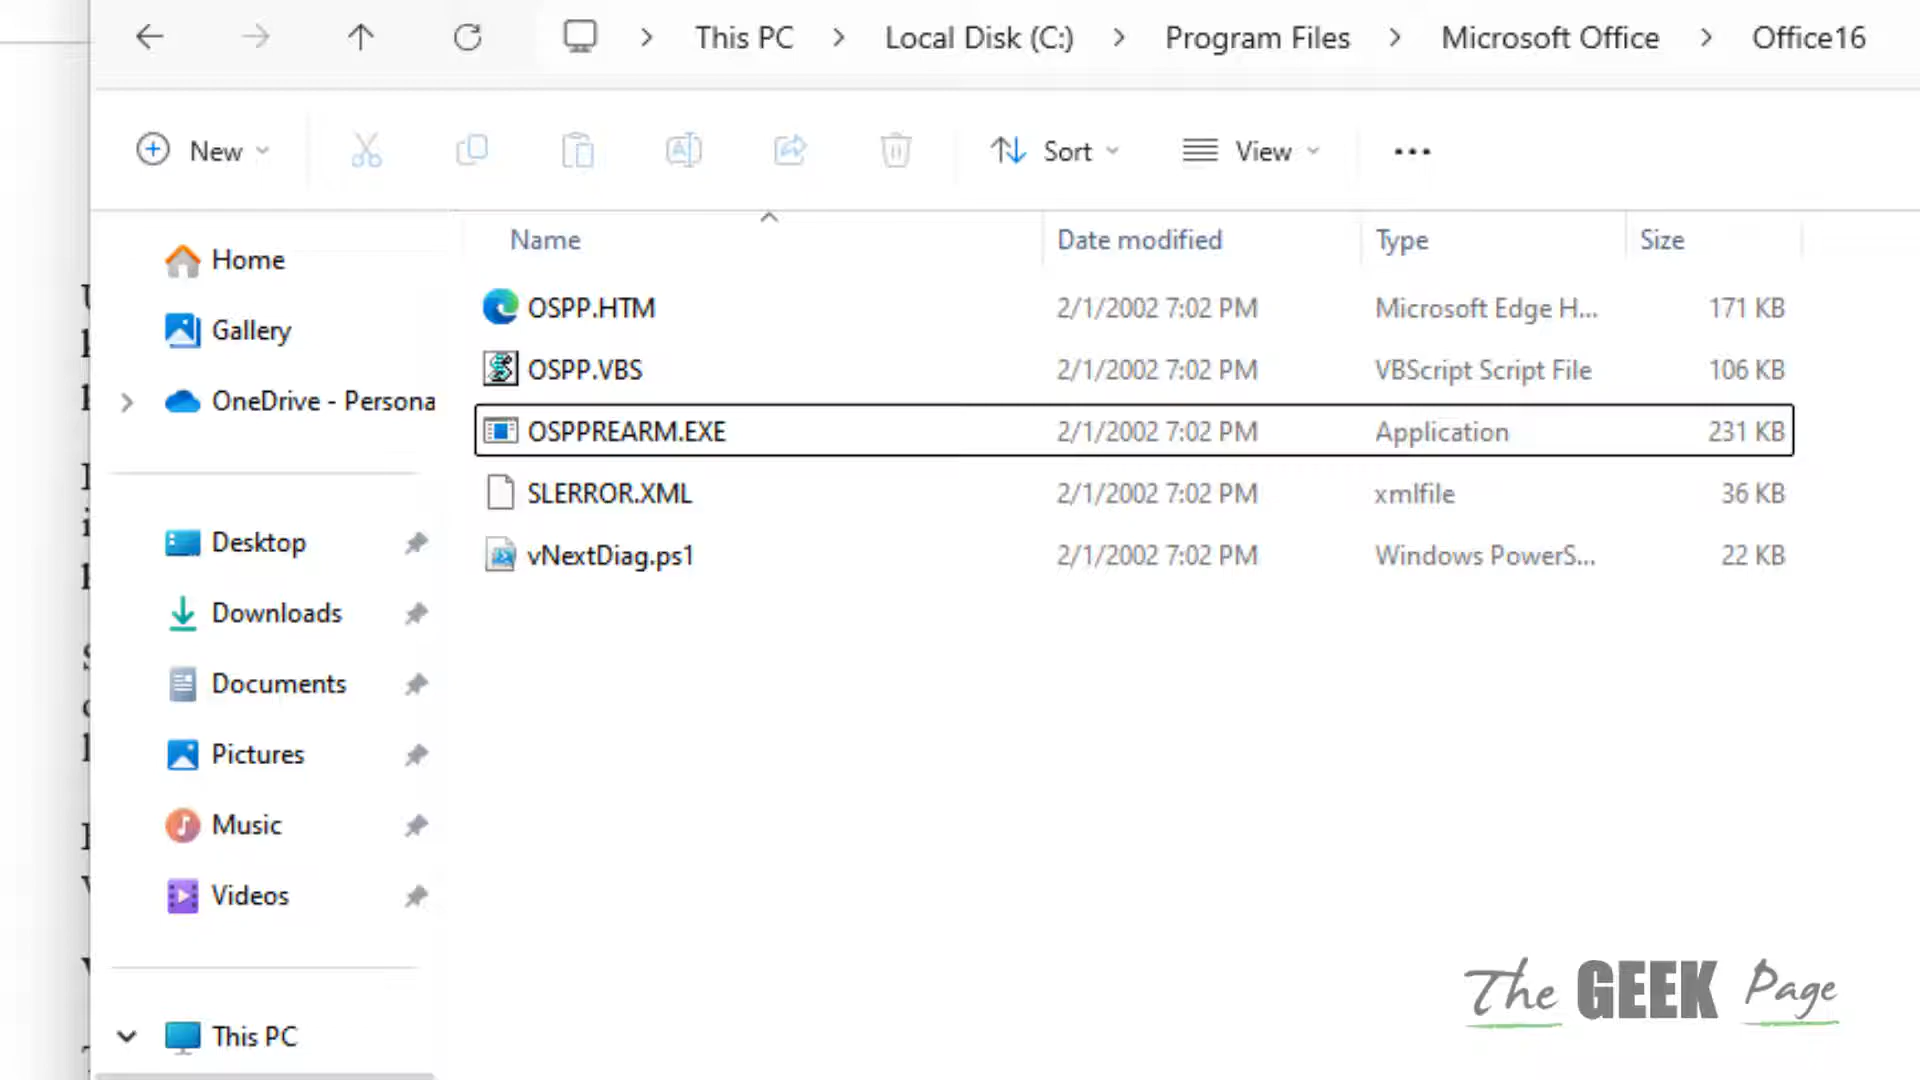 This PC > Local Disk (C:) > Program Files > Microsoft Office > Office16
New Sort View ...
Name Date modified Type Size
OSPP.HTM 2/1/2002 7:02 PM Microsoft Edge H... 171 KB
OSPP.VBS 2/1/2002 7:02 PM VBScript Script File 106 KB
OSPPREARM.EXE 2/1/2002 7:02 PM Application 231 KB
SLERROR.XML 2/1/2002 7:02 PM xmlfile 36 KB
vNextDiag.ps1 2/1/2002 7:02 PM Windows PowerS... 22 KB
Home
Gallery
OneDrive - Persona
Desktop
Downloads
Documents
Pictures
Music
Videos
This PC
The GEEK Page